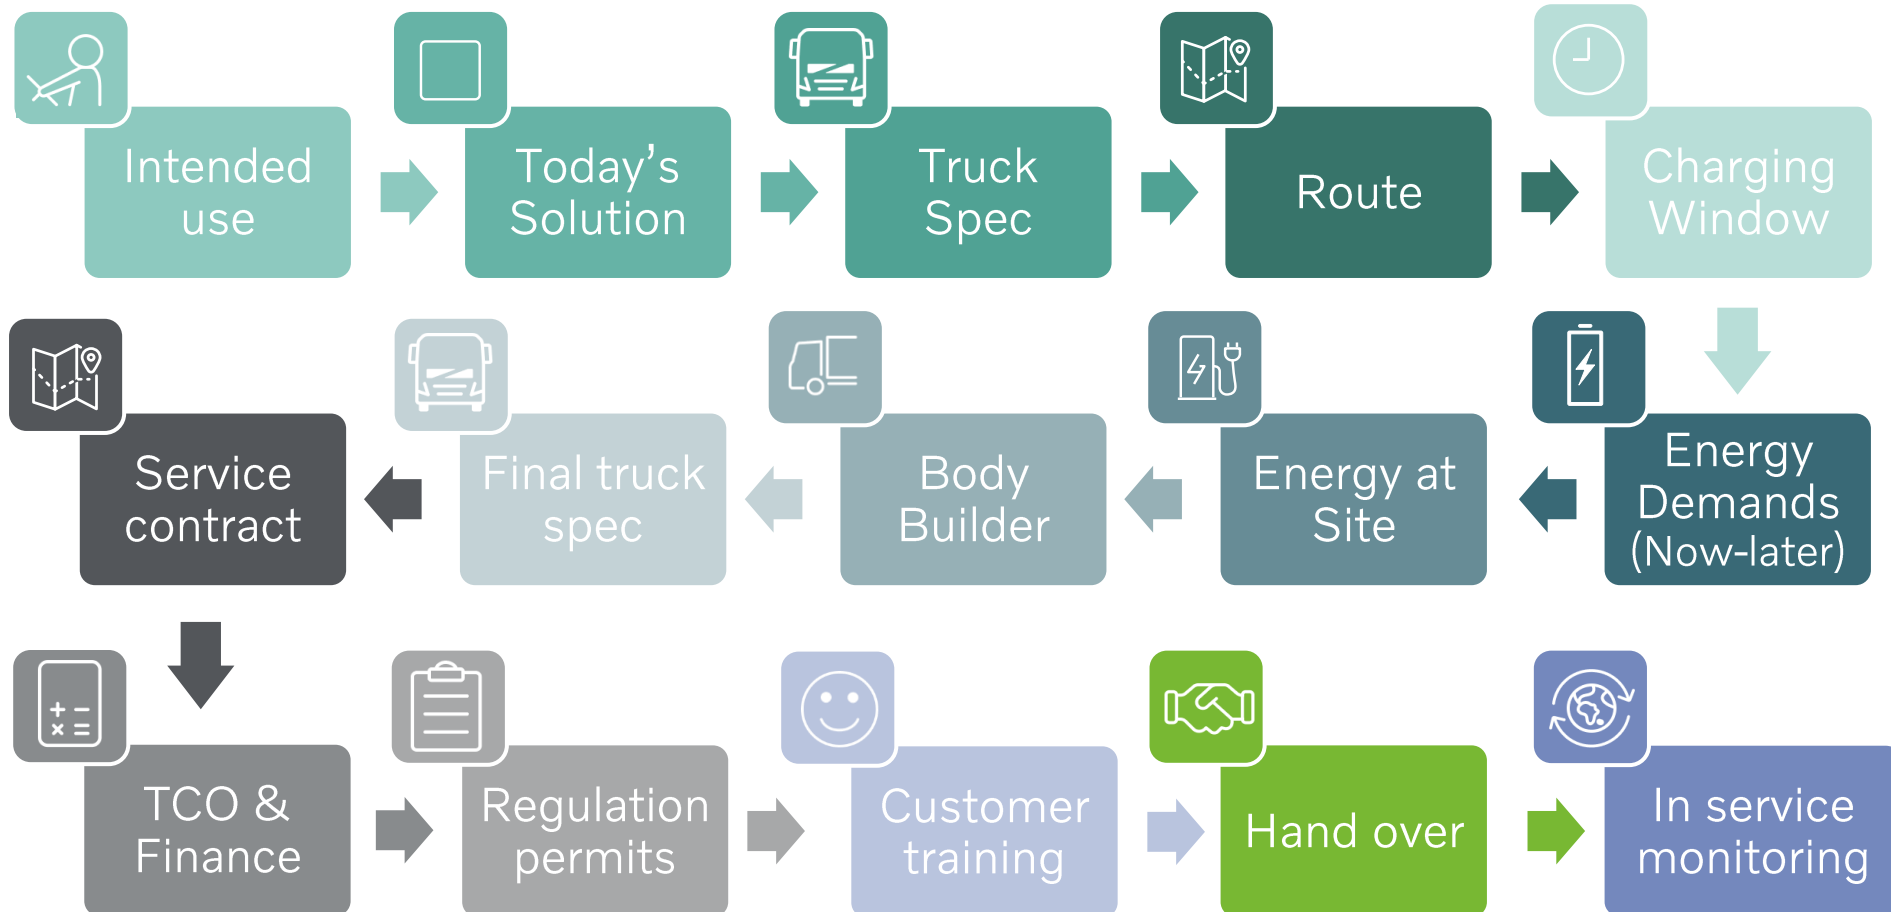 Intended
use
Today’s
Solution
Truck
Spec
Route
Charging
Window
Energy
Demands
(Now-later)
Energy at
Site
Body
Builder
Final truck
spec
Service
contract
TCO &
Finance
Regulation
permits
Customer
training
Hand over
In service
monitoring